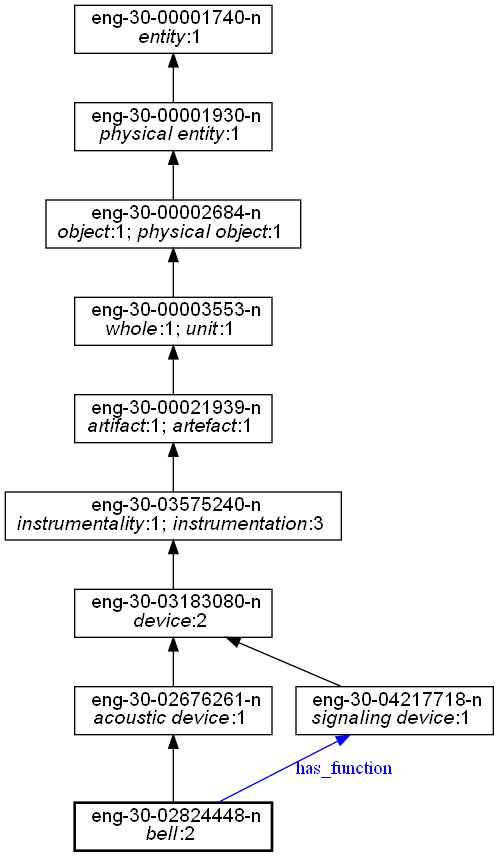 eng-30-00001740-n
entity:1
eng-30-00001930-n
physical entity:1
eng-30-00002684-n
object:1; physical object:1
eng-30-00003553-n
whole:1; unit:1
eng-30-00021939-n
artifact:1; artefact:1
eng-30-03575240-n
instrumentality:1; instrumentation:3
eng-30-03183080-n
device:2
eng-30-02676261-n
acoustic device:1
eng-30-04217718-n
signaling device:1
has_function
eng-30-02824448-n
bell:2